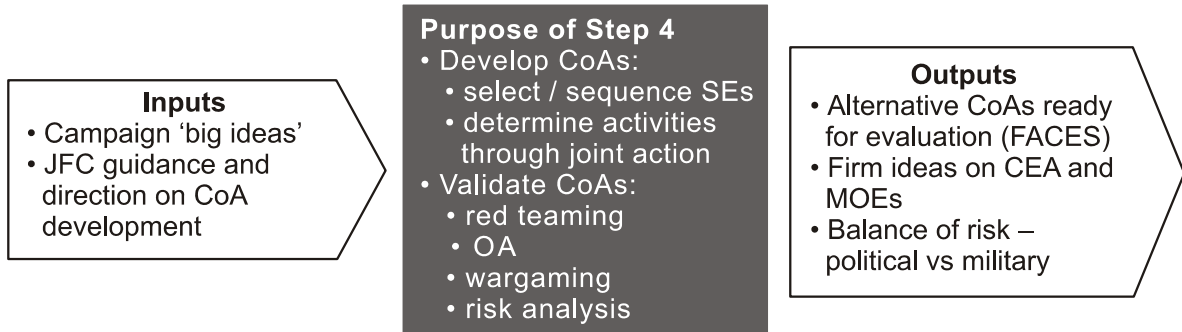 Inputs
• Campaign ‘big ideas’
• JFC guidance and
direction on CoA
development
Purpose of Step 4
• Develop CoAs:
• select / sequence SEs
• determine activities
through joint action
• Validate CoAs:
• red teaming
• OA
• wargaming
• risk analysis
Outputs
• Alternative CoAs ready
for evaluation (FACES)
• Firm ideas on CEA and
MOEs
• Balance of risk –
political vs military